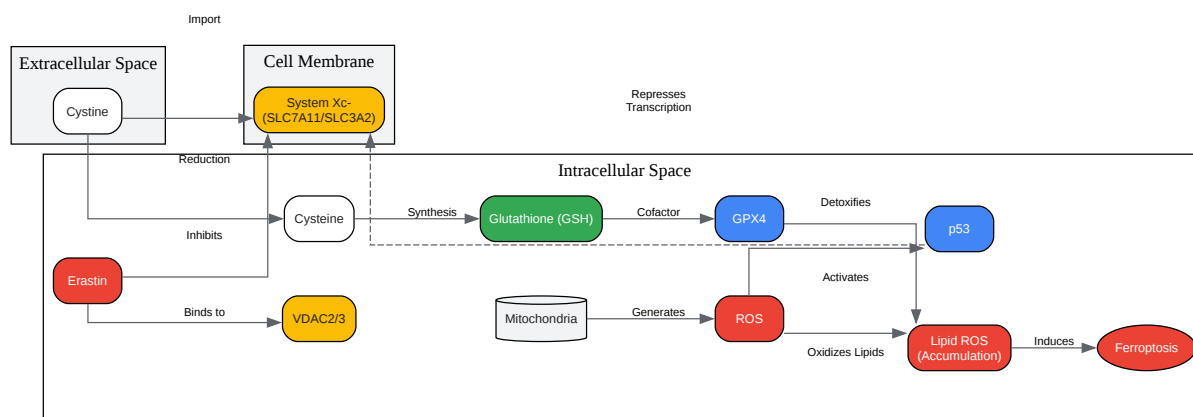 Import
Extracellular Space
Cell Membrane
Cystine
System Xc-
(SLC7A11/SLC3A2)
Represses
Transcription
Reduction
Intracellular Space
Cysteine
Synthesis
Glutathione (GSH)
Cofactor
GPX4
Detoxifies
p53
Inhibits
Erastin
Activates
Binds to
VDAC2/3
Mitochondria
Generates
ROS
Oxidizes Lipids
Lipid ROS
(Accumulation)
Induces
Ferroptosis